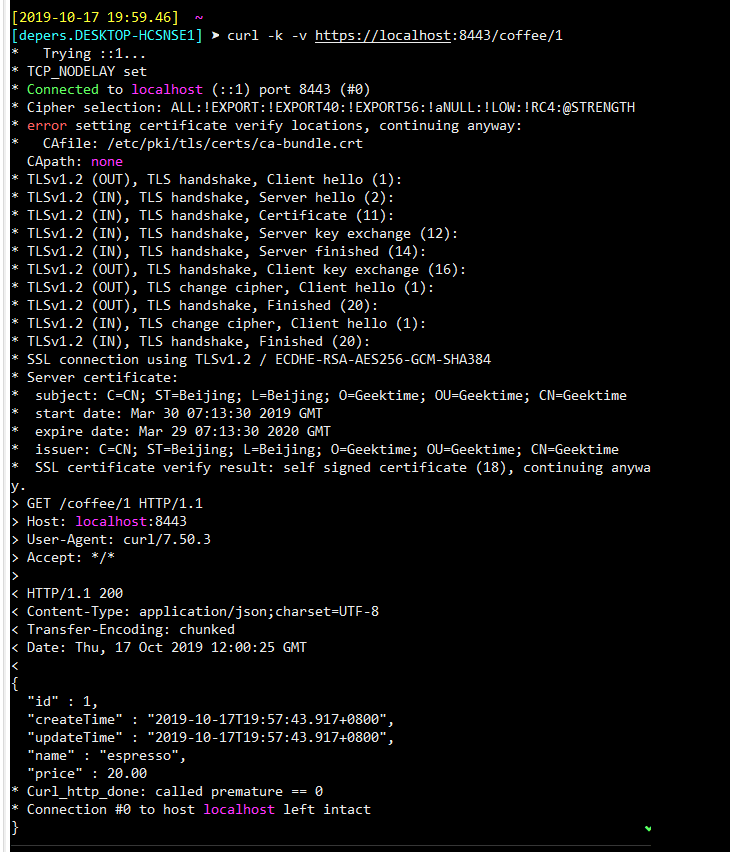 [2019-10-17 19:59.46]  ~
[depers.DESKTOP-HCSNSE1] ➤ curl -k -v https://localhost:8443/coffee/1
*   Trying ::1...
* TCP_NODELAY set
* Connected to localhost (::1) port 8443 (#0)
* Cipher selection: ALL:!EXPORT:!EXPORT40:!EXPORT56:!aNULL:!LOW:!RC4:@STRENGTH
* error setting certificate verify locations, continuing anyway:
*   CAfile: /etc/pki/tls/certs/ca-bundle.crt
  CApath: none
* TLSv1.2 (OUT), TLS handshake, Client hello (1):
* TLSv1.2 (IN), TLS handshake, Server hello (2):
* TLSv1.2 (IN), TLS handshake, Certificate (11):
* TLSv1.2 (IN), TLS handshake, Server key exchange (12):
* TLSv1.2 (IN), TLS handshake, Server finished (14):
* TLSv1.2 (OUT), TLS handshake, Client key exchange (16):
* TLSv1.2 (OUT), TLS change cipher, Client hello (1):
* TLSv1.2 (OUT), TLS handshake, Finished (20):
* TLSv1.2 (IN), TLS change cipher, Client hello (1):
* TLSv1.2 (IN), TLS handshake, Finished (20):
* SSL connection using TLSv1.2 / ECDHE-RSA-AES256-GCM-SHA384
* Server certificate:
*  subject: C=CN; ST=Beijing; L=Beijing; O=Geektime; OU=Geektime; CN=Geektime
*  start date: Mar 30 07:13:30 2019 GMT
*  expire date: Mar 29 07:13:30 2020 GMT
*  issuer: C=CN; ST=Beijing; L=Beijing; O=Geektime; OU=Geektime; CN=Geektime
*  SSL certificate verify result: self signed certificate (18), continuing anywa
y.
> GET /coffee/1 HTTP/1.1
> Host: localhost:8443
> User-Agent: curl/7.50.3
> Accept: */*
>
< HTTP/1.1 200
< Content-Type: application/json;charset=UTF-8
< Transfer-Encoding: chunked
< Date: Thu, 17 Oct 2019 12:00:25 GMT
<
{
  "id" : 1,
  "createTime" : "2019-10-17T19:57:43.917+0800",
  "updateTime" : "2019-10-17T19:57:43.917+0800",
  "name" : "espresso",
  "price" : 20.00
* Curl_http_done: called premature == 0
* Connection #0 to host localhost left intact
}